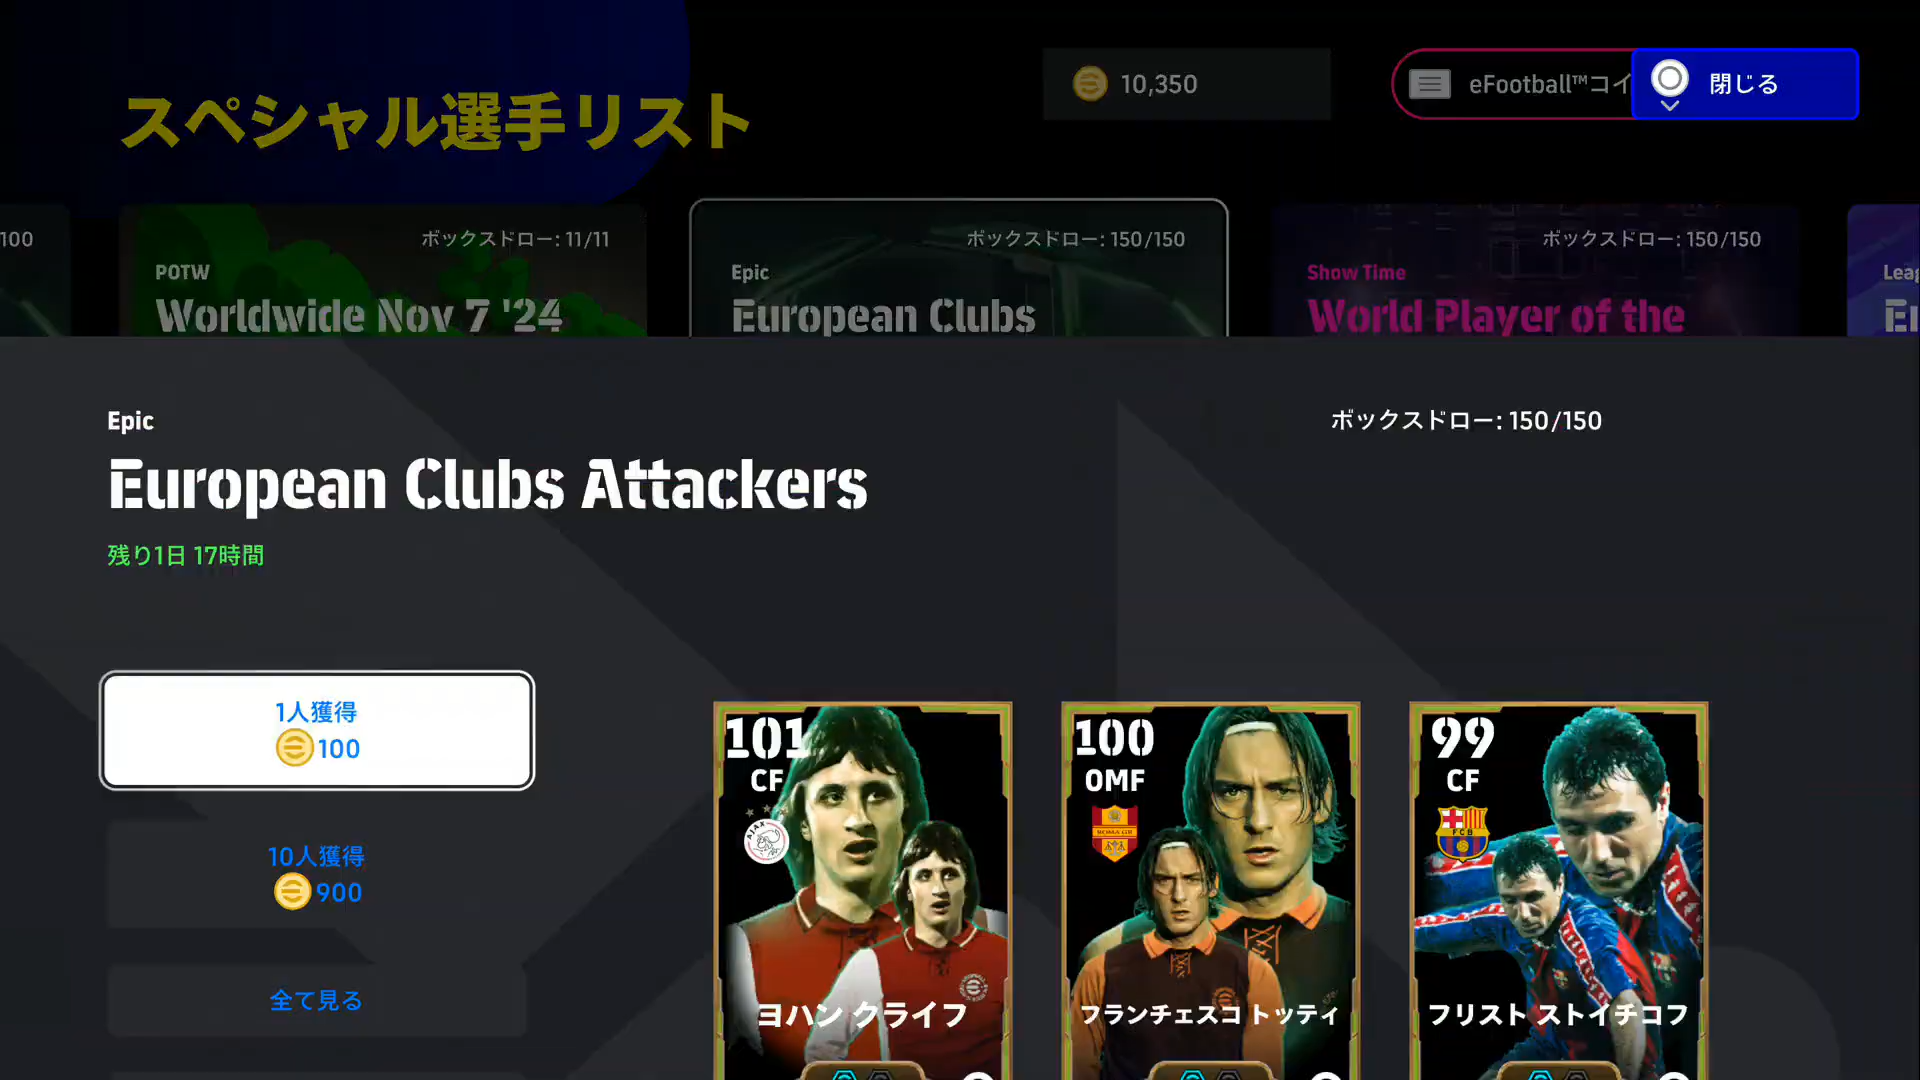 スペシャル選手リスト
10,350
eFootball™コイ
閉じる
100
ボックスドロー: 11/11
POTW
Worldwide Nov 7 '24
ボックスドロー: 150/150
Epic
European Clubs
ボックスドロー: 150/150
Show Time
World Player of the
Leag
Epic
ボックスドロー: 150/150
European Clubs Attackers
残り1日 17時間
1人獲得
100
10人獲得
900
全て見る
101
CF
AJAX
ヨハン クライフ
100
OMF
ROMA GR
フランチェスコ トッティ
99
CF
FCB
フリスト ストイチコフ